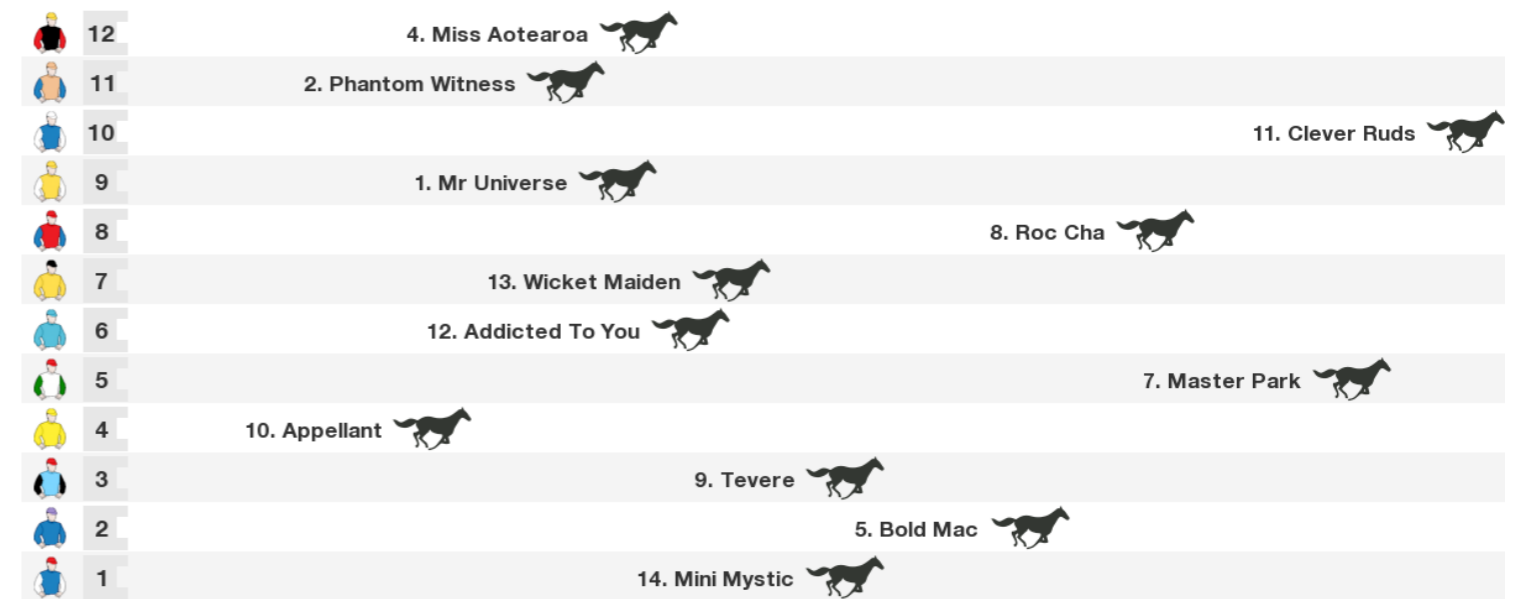 12 4. Miss Aotearoa
11 2. Phantom Witness
10 11. Clever Ruds
9 1. Mr Universe
8 8. Roc Cha
7 13. Wicket Maiden
6 12. Addicted To You
5 7. Master Park
4 10. Appellant
3 9. Tevere
2 5. Bold Mac
1 14. Mini Mystic